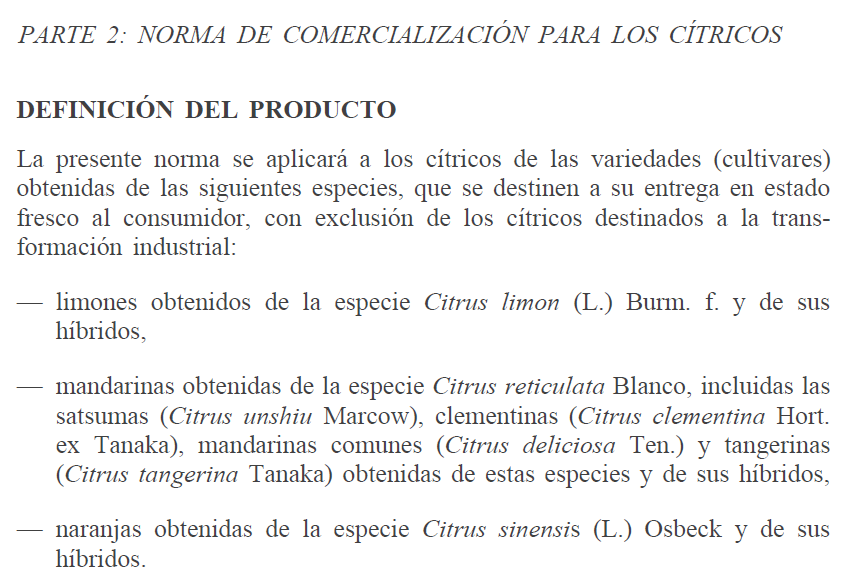 PARTE 2: NORMA DE COMERCIALIZACIÓN PARA LOS CÍTRICOS
DEFINICIÓN DEL PRODUCTO
La presente norma se aplicará a los cítricos de las variedades (cultivares)
obtenidas de las siguientes especies, que se destinen a su entrega en estado
fresco al consumidor, con exclusión de los cítricos destinados a la trans-
formación industrial:
— limones obtenidos de la especie Citrus limon (L.) Burm. f. y de sus
híbridos,
— mandarinas obtenidas de la especie Citrus reticulata Blanco, incluidas las
satsumas (Citrus unshiu Marcow), clementinas (Citrus clementina Hort.
ex Tanaka), mandarinas comunes (Citrus deliciosa Ten.) y tangerinas
(Citrus tangerina Tanaka) obtenidas de estas especies y de sus híbridos,
— naranjas obtenidas de la especie Citrus sinensis (L.) Osbeck y de sus
híbridos.